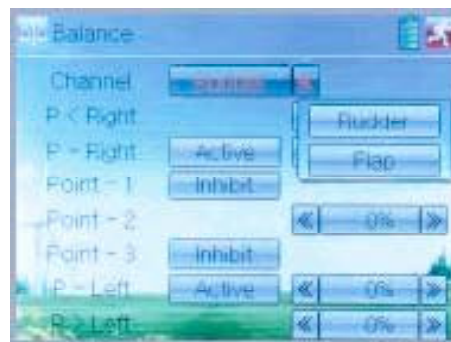 Balance
Channel
P < Right
Rudder
P - Right Active
Flap
Point - 1 Inhibit
Point - 2 « 0% »
Point - 3 Inhibit
P - Left Active « 0% »
P > Left « 0% »